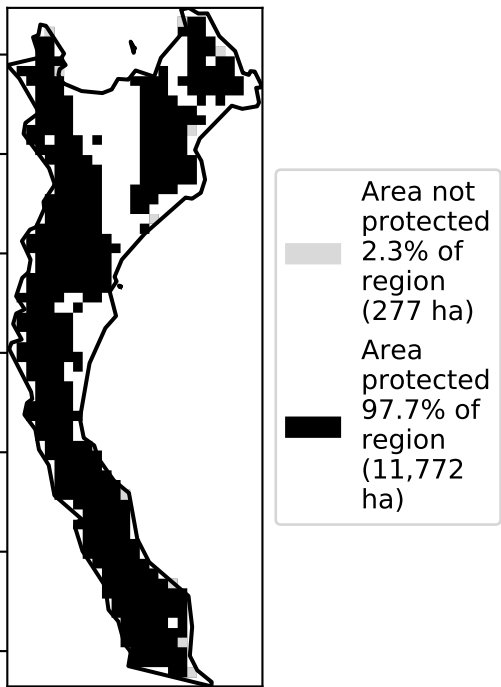 Area not
protected
2.3% of
region
(277 ha)
Area
protected
97.7% of
region
(11,772
ha)